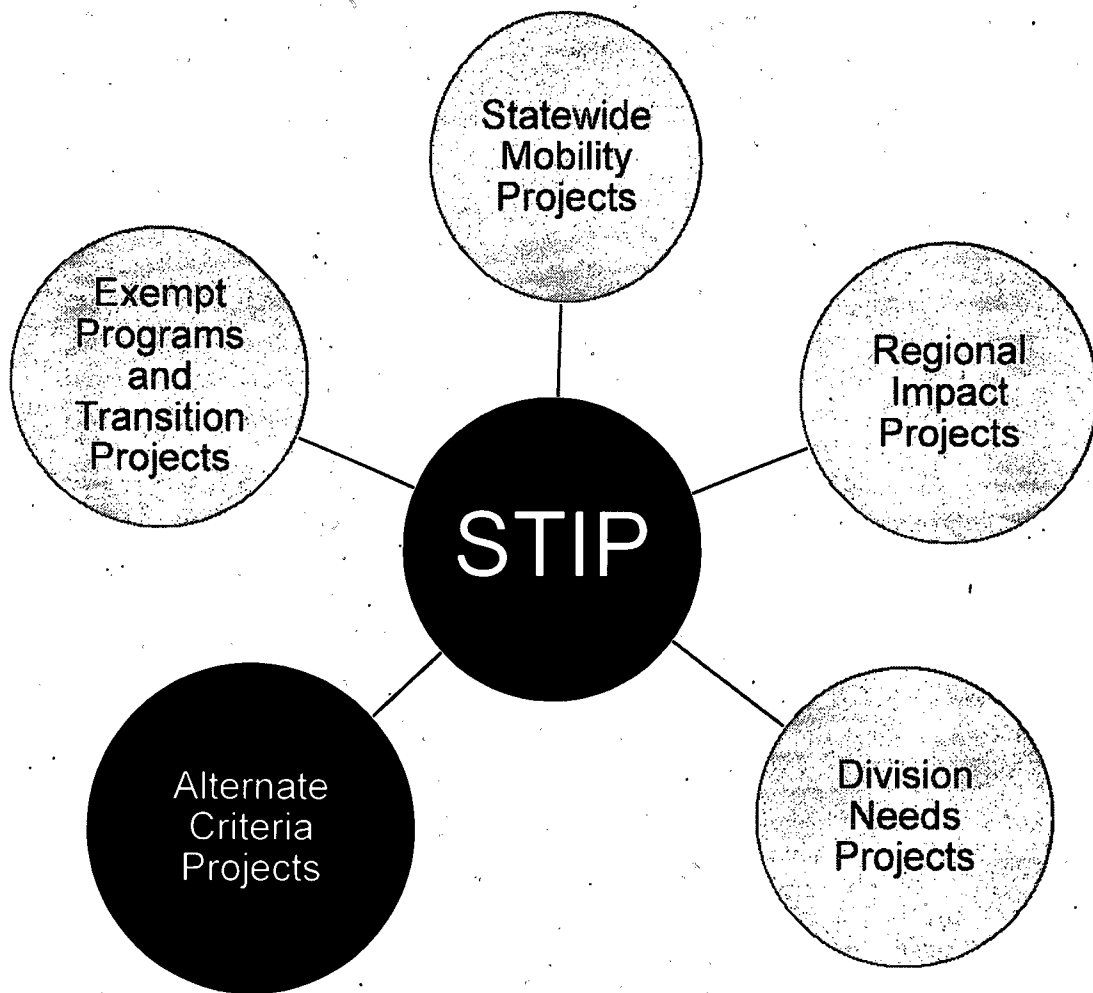 Statewide
Mobility
Projects
Exempt
Programs
and
Transition
Projects
Regional
Impact
Projects
STIP
Alternate
Criteria
Projects
Division
Needs
Projects